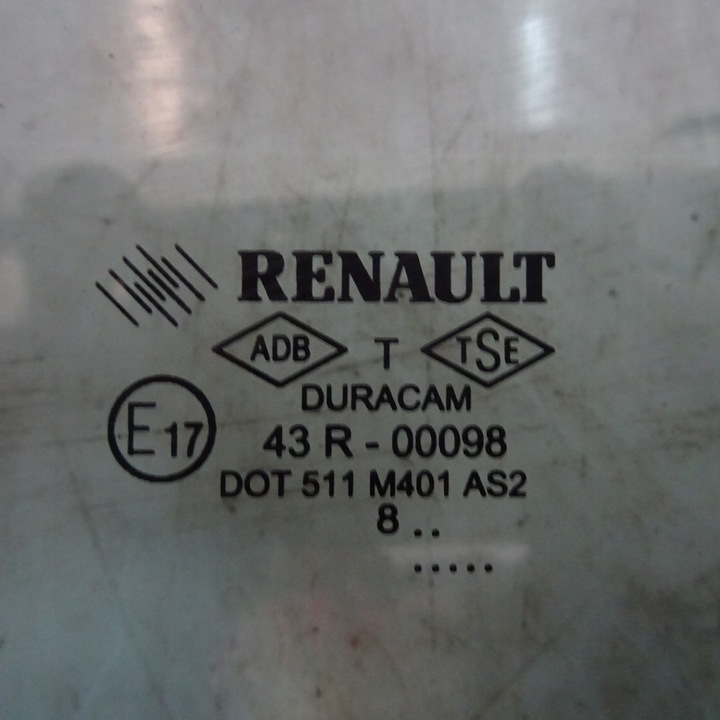 RENAULT
ADB T TSE
DURACAM
E17 43 R - 00098
DOT 511 M401 AS2
8 ..
.....